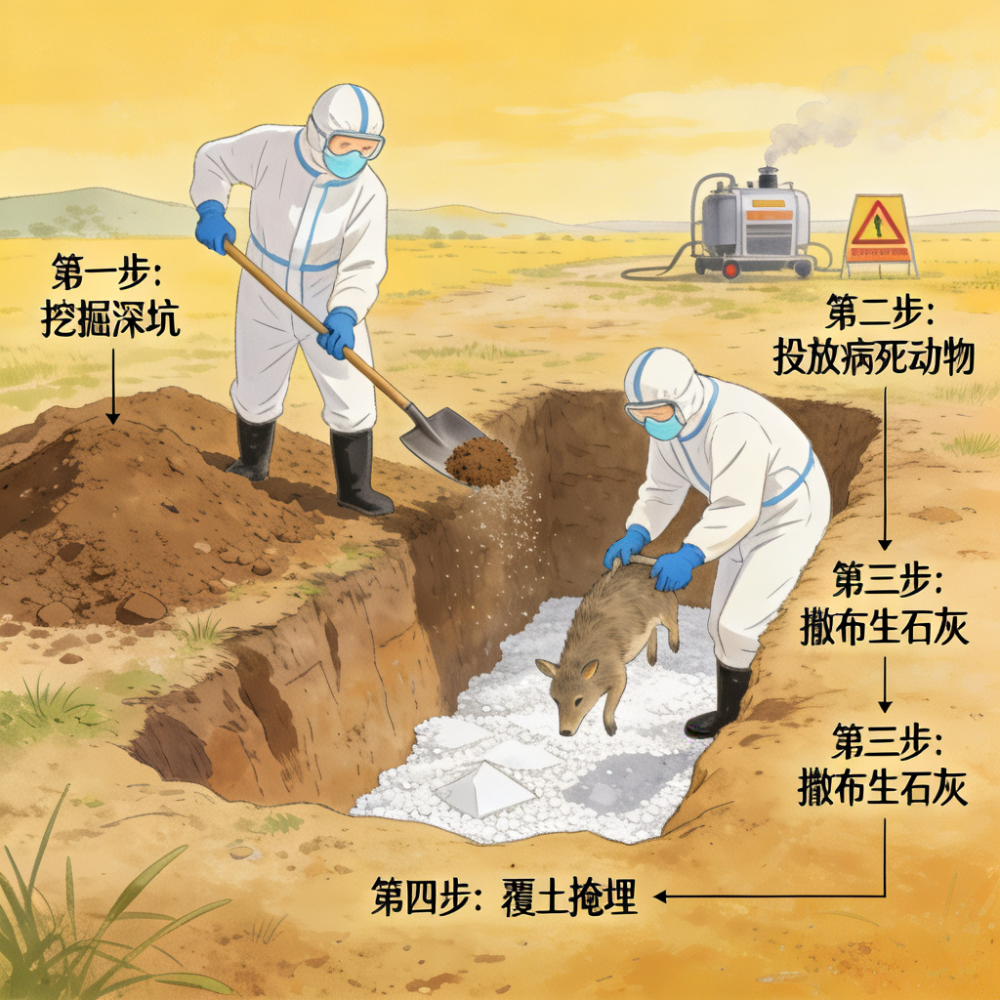 第一步：
挖掘深坑
第二步：
投放病死动物
第三步：
撒布生石灰
第三步：
撒布生石灰
第四步：覆土掩埋